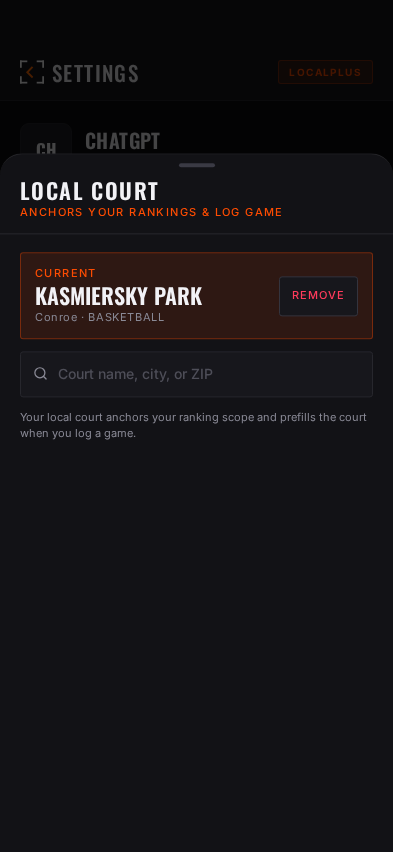 SETTINGS
LOCALPLUS
CH
CHATGPT
LOCAL COURT
ANCHORS YOUR RANKINGS & LOG GAME
CURRENT
KASMIERSKY PARK
Conroe · BASKETBALL
REMOVE
Court name, city, or ZIP
Your local court anchors your ranking scope and prefills the court
when you log a game.